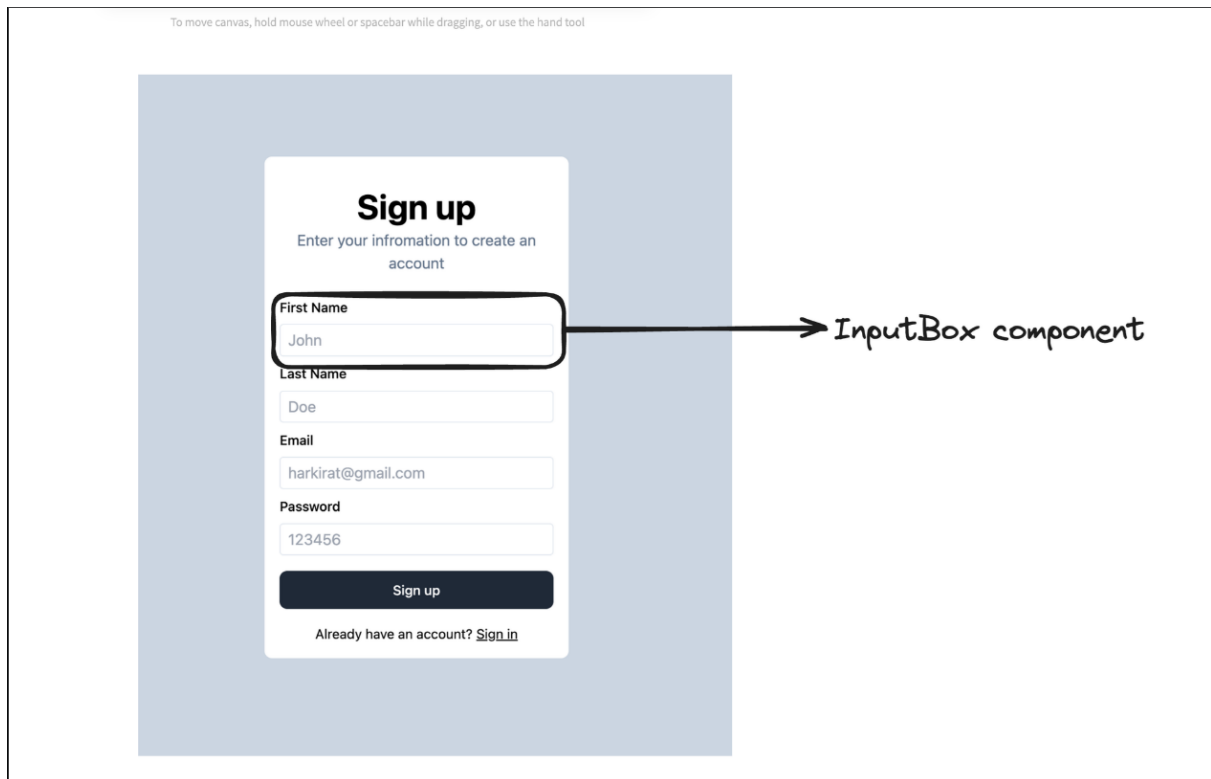 To move canvas, hold mouse wheel or spacebar while dragging, or use the hand tool
Sign up
Enter your infromation to create an
account
First Name
John
InputBox component
Last Name
Doe
Email
harkirat@gmail.com
Password
123456
Sign up
Already have an account? Sign in